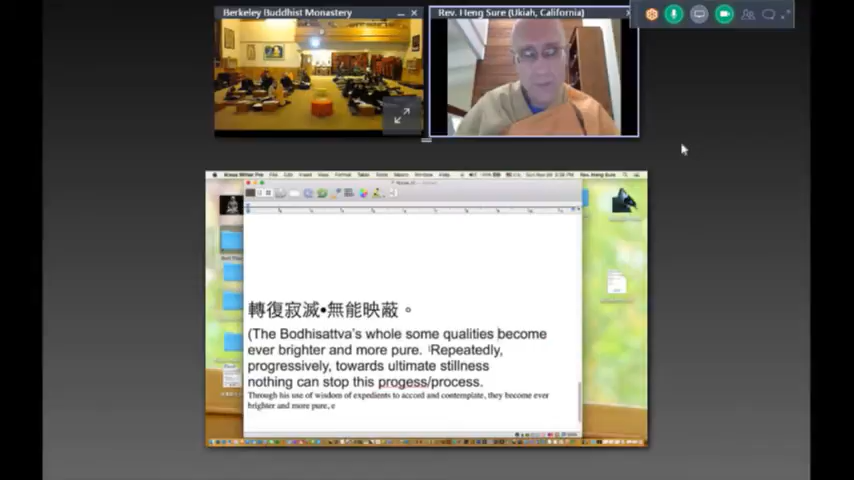 Berkeley Buddhist Monastery
Rev. Heng Sure (Ukiah, California)
轉復寂滅•無能映蔽。
(The Bodhisattva's whole some qualities become
ever brighter and more pure. Repeatedly,
progressively, towards ultimate stillness
nothing can stop this progess/process.
Through his use of wisdom of expedients to accord and contemplate, they become ever
brighter and more pure, e